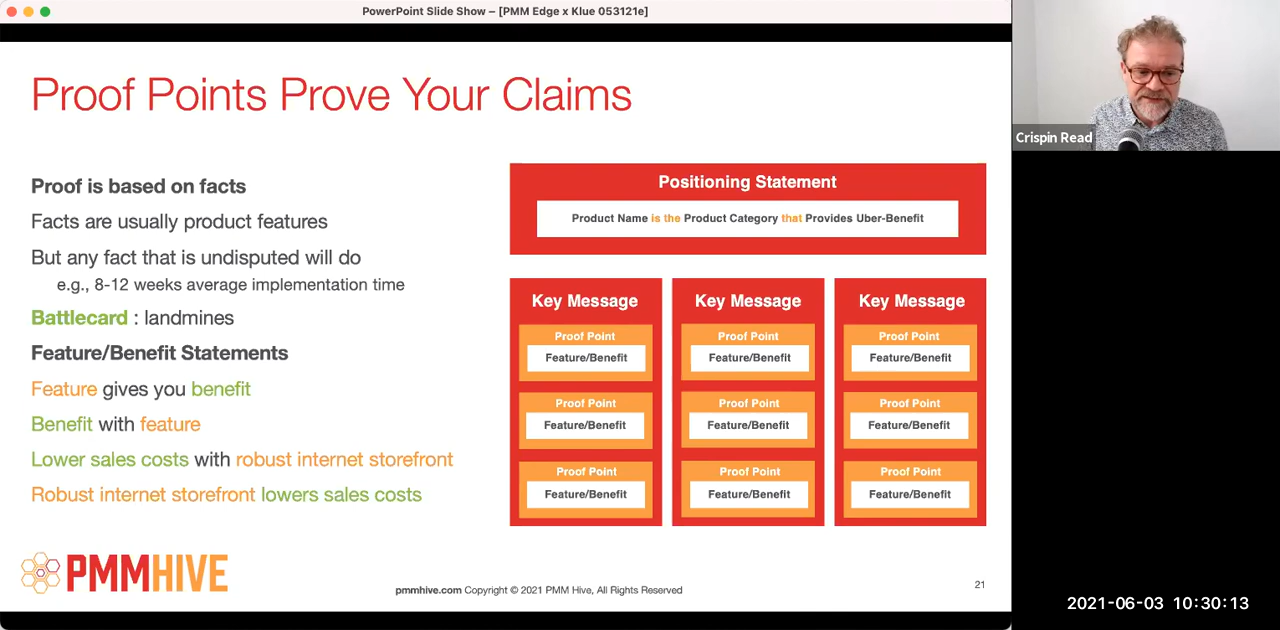 PowerPoint Slide Show – [PMM Edge x Klue 053121e]
Proof Points Prove Your Claims
Proof is based on facts
Facts are usually product features
But any fact that is undisputed will do
e.g., 8-12 weeks average implementation time
Battlecard : landmines
Feature/Benefit Statements
Feature gives you benefit
Benefit with feature
Lower sales costs with robust internet storefront
Robust internet storefront lowers sales costs
Positioning Statement
Product Name is the Product Category that Provides Uber-Benefit
Key Message Key Message Key Message
Proof Point Proof Point Proof Point
Feature/Benefit Feature/Benefit Feature/Benefit
Proof Point Proof Point Proof Point
Feature/Benefit Feature/Benefit Feature/Benefit
Proof Point Proof Point Proof Point
Feature/Benefit Feature/Benefit Feature/Benefit
PMMHIVE
pmmhive.com Copyright © 2021 PMM Hive, All Rights Reserved
21
Crispin Read
2021-06-03 10:30:13